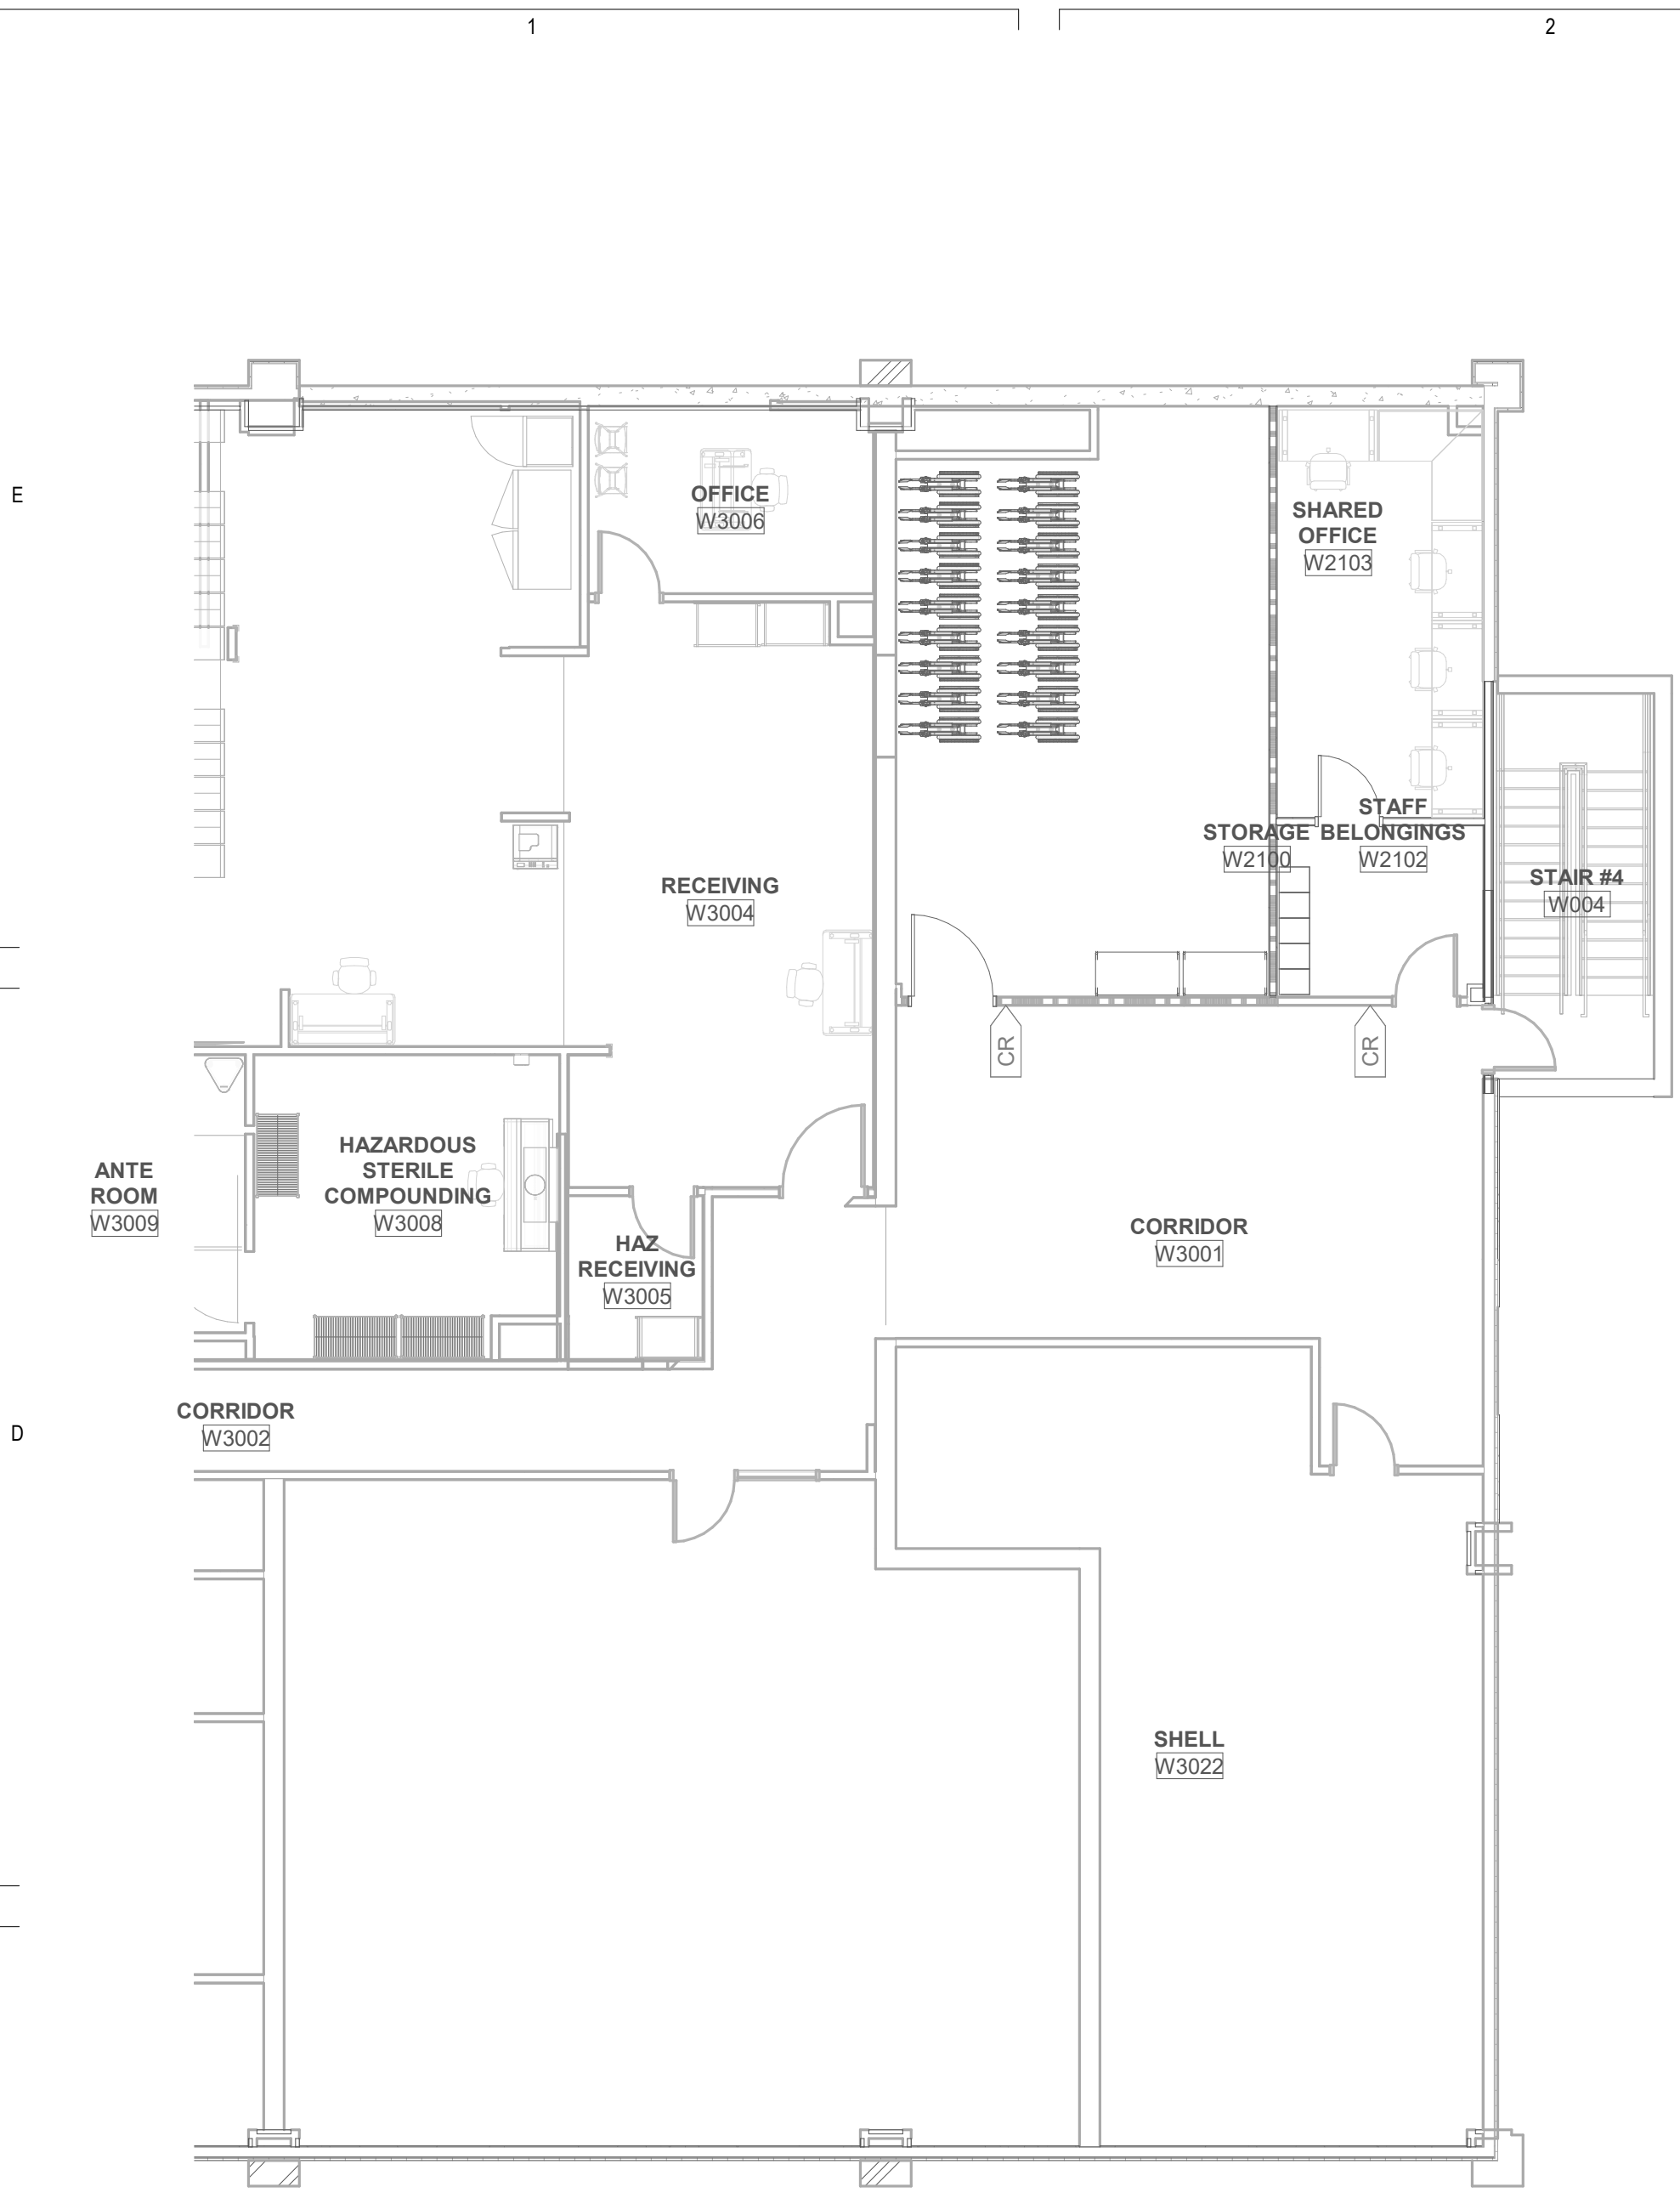 1
2
E
OFFICE
W3006
SHARED
OFFICE
W2103
STORAGE
W2100
STAFF
BELONGINGS
W2102
STAIR #4
W004
RECEIVING
W3004
CR
CR
ANTE
ROOM
W3009
HAZARDOUS
STERILE
COMPOUNDING
W3008
HAZ
RECEIVING
W3005
CORRIDOR
W3001
CORRIDOR
W3002
D
SHELL
W3022